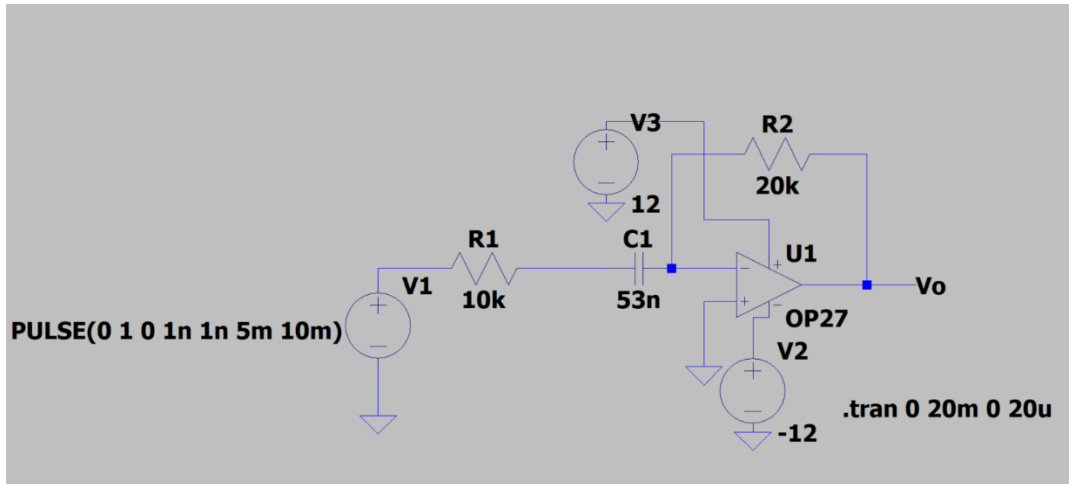 V3
R2
20k
12
R1
C1
U1
V1
10k
53n
Vo
PULSE(0 1 0 1n 1n 5m 10m)
OP27
V2
.tran 0 20m 0 20u
-12